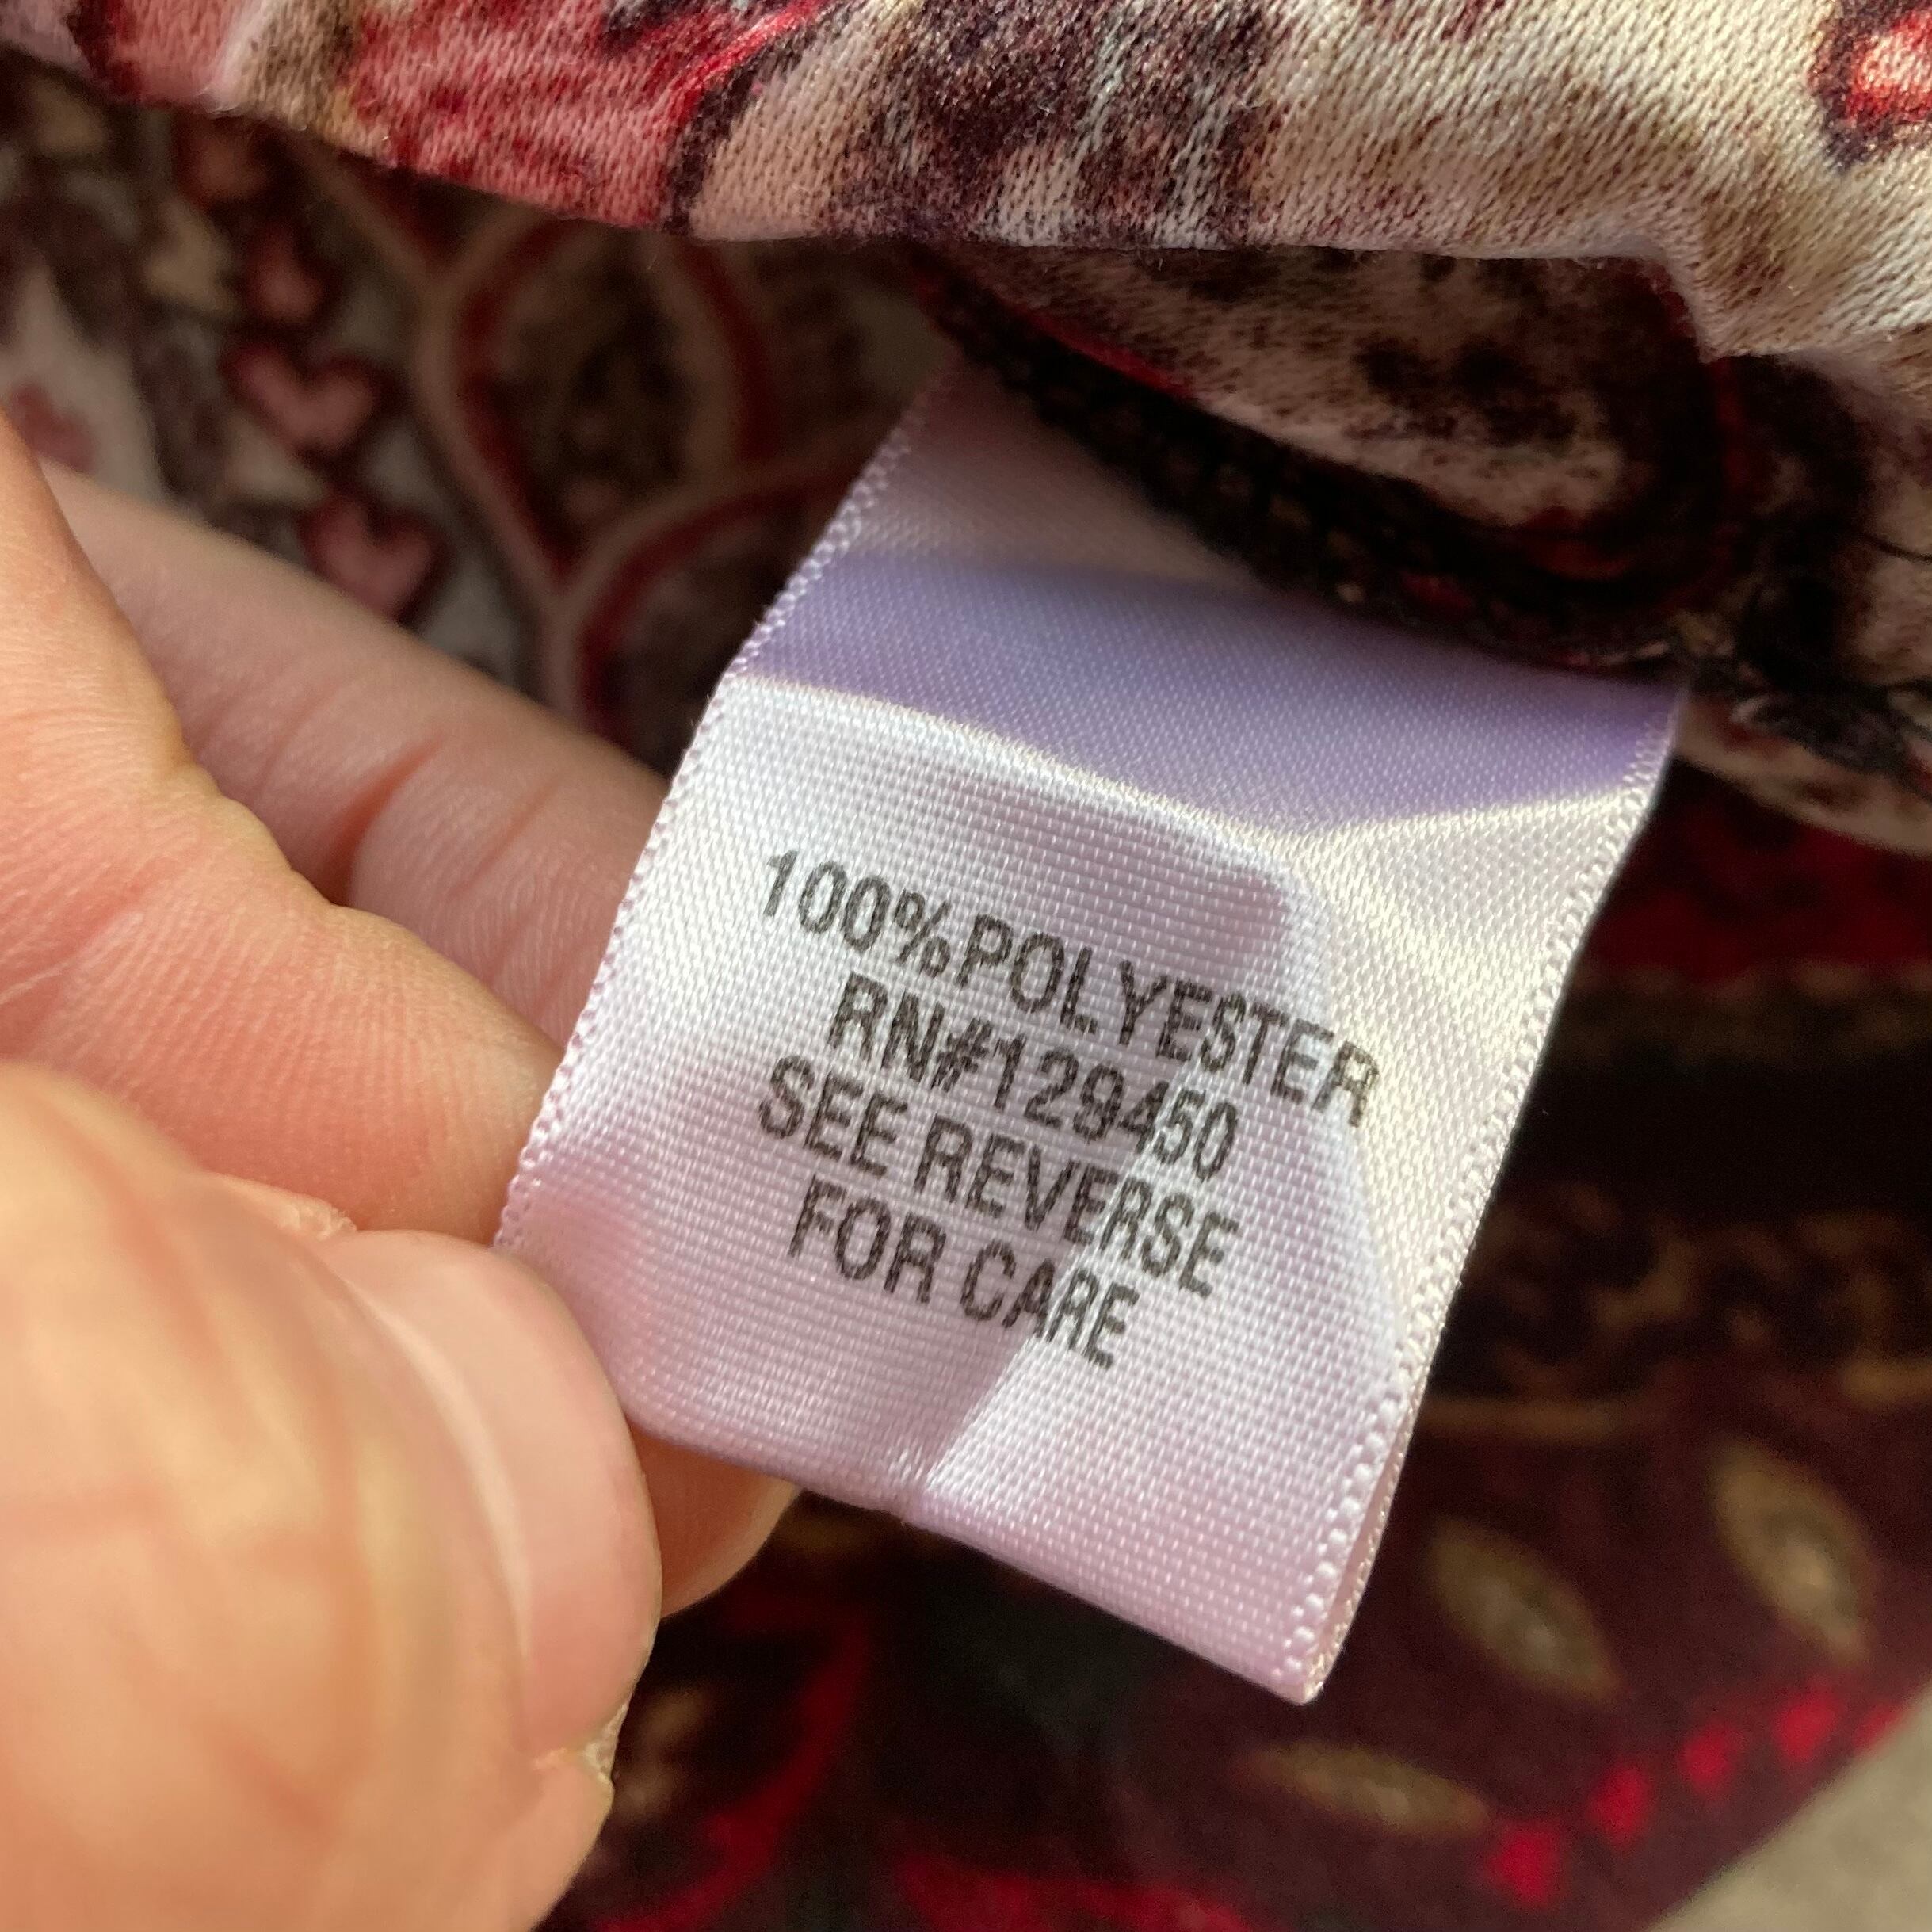 100%POLYESTER
RN#129450
SEE REVERSE
FOR CARE